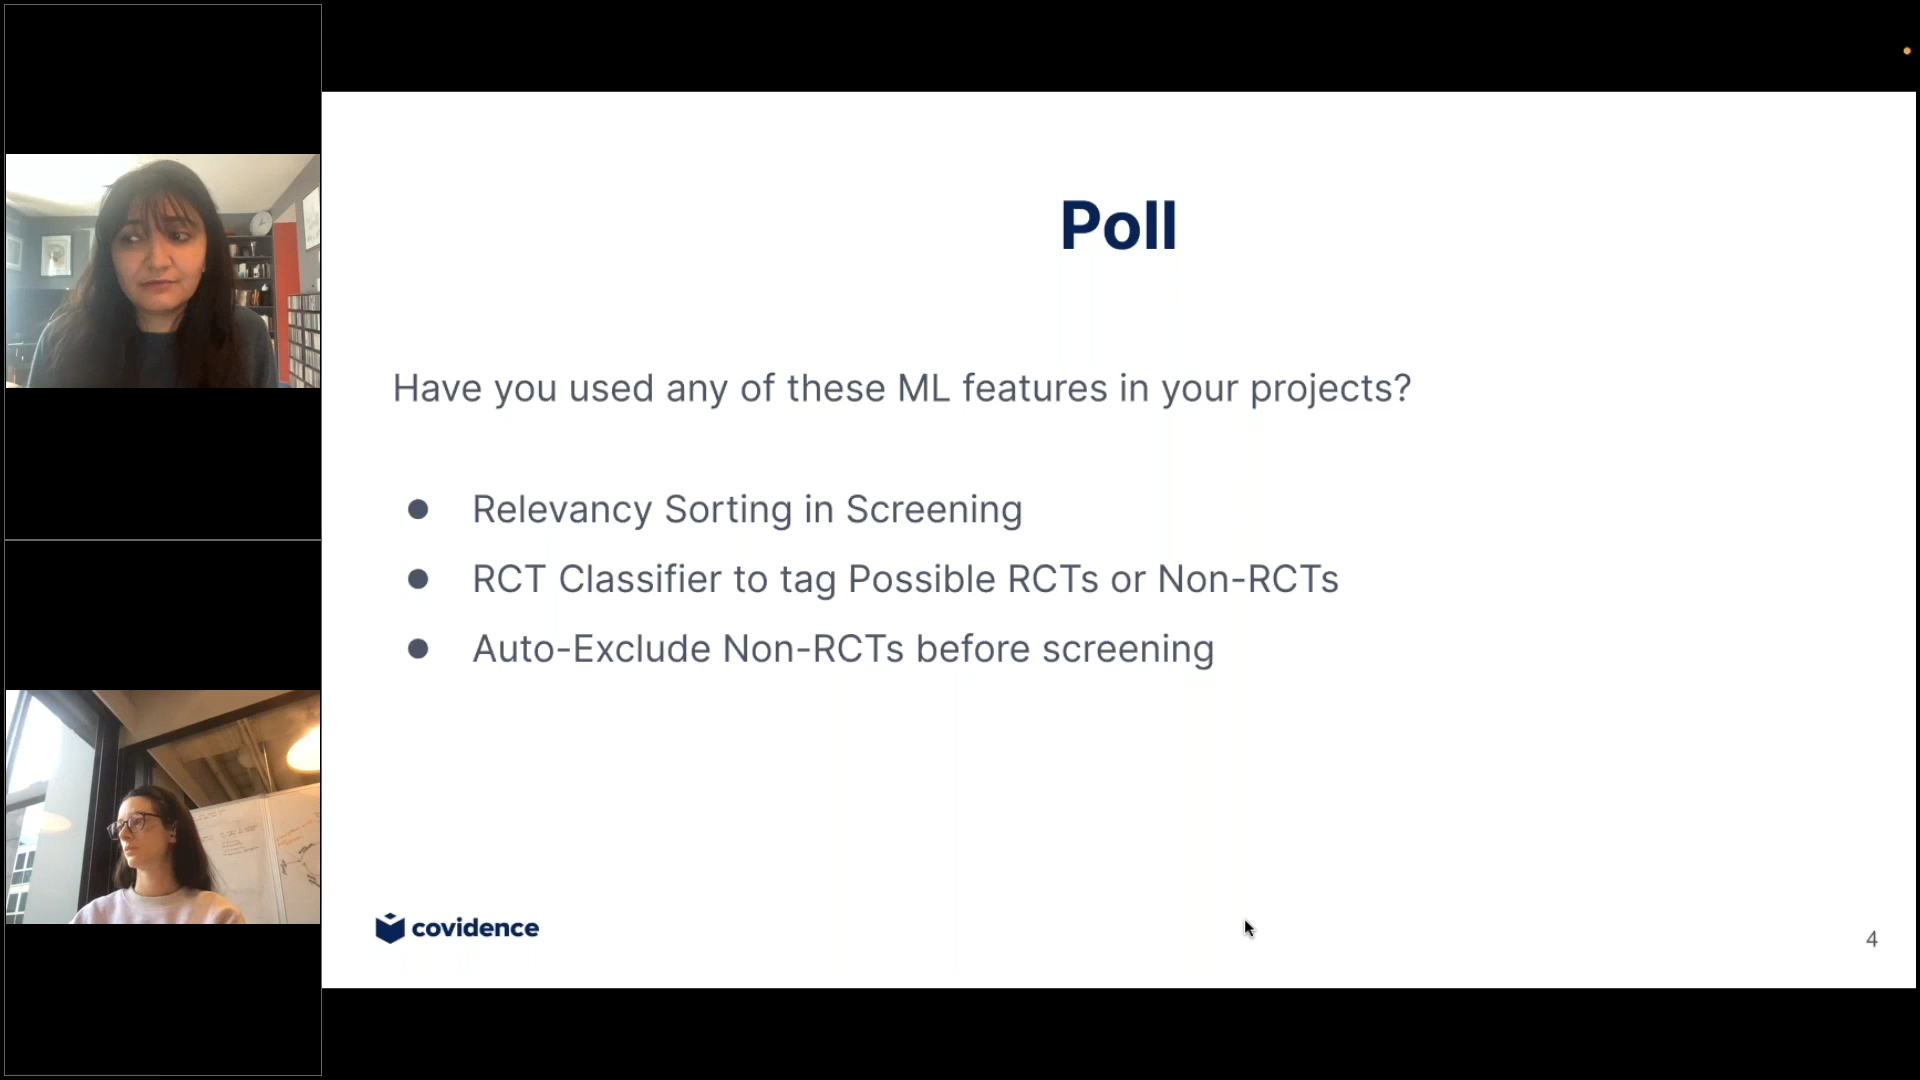 Poll
Have you used any of these ML features in your projects?
● Relevancy Sorting in Screening
● RCT Classifier to tag Possible RCTs or Non-RCTs
● Auto-Exclude Non-RCTs before screening
covidence
4